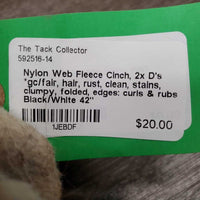 The Tack Collector
592516-14
Nylon Web Fleece Cinch, 2x D's
*gc/fair, hair, rust, clean, stains,
clumpy, folded, edges: curls & rubs
Black/White 42"
1JEBDF
$20.00